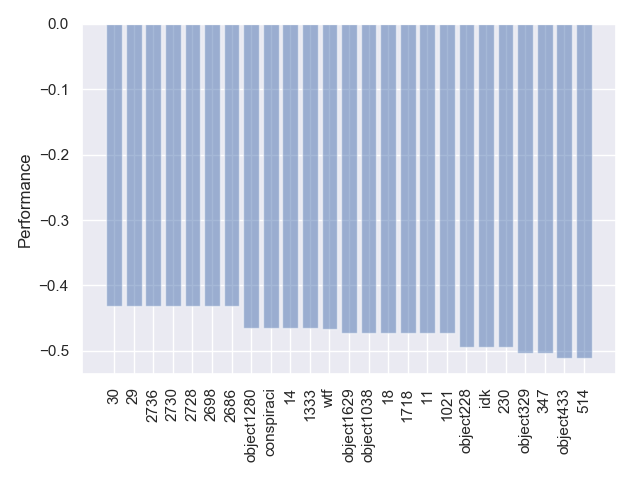 0.0
−0.1
−0.2
−0.3
−0.4
−0.5
Performance
30
29
2736
2730
2728
2698
2686
object1280
conspiraci
14
1333
wtf
object1629
object1038
18
1718
11
1021
object228
idk
230
object329
347
object433
514